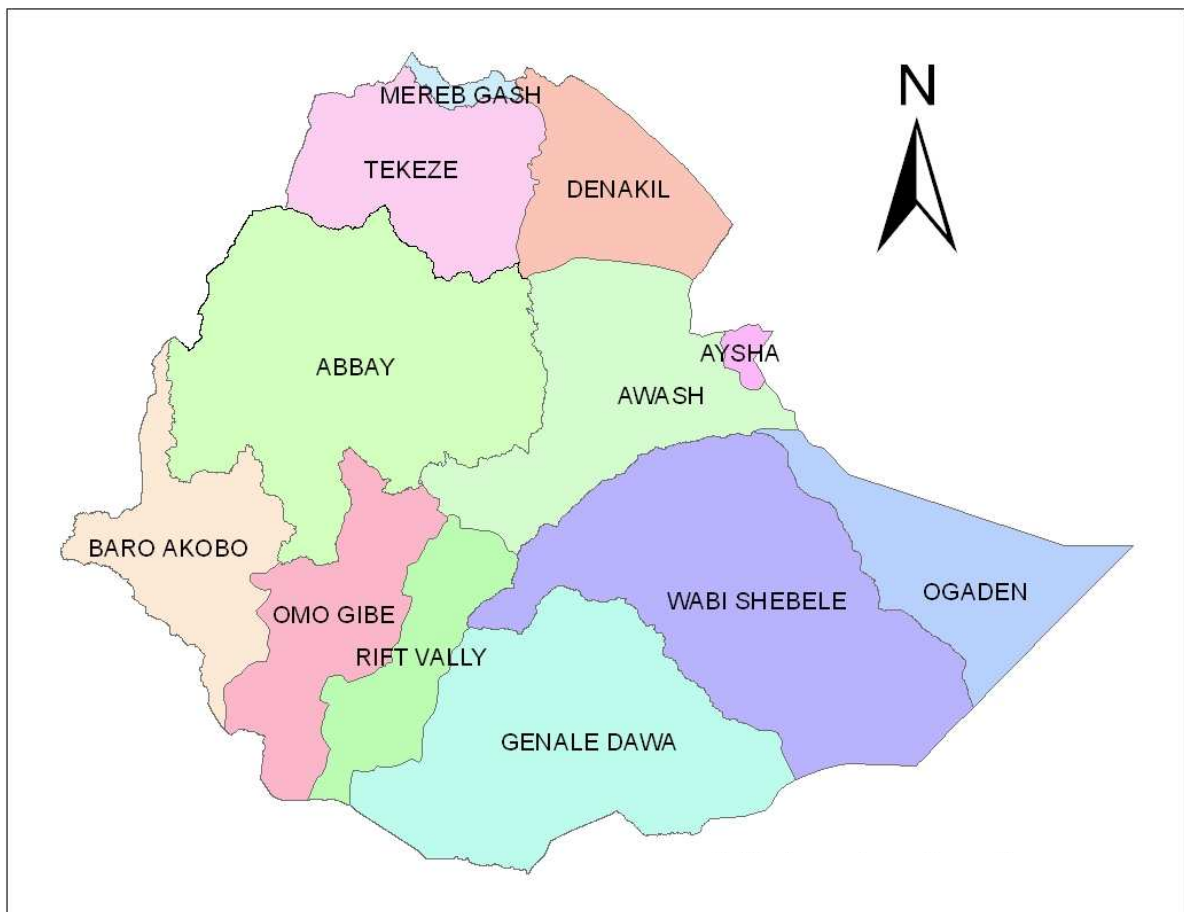 N
MEREB GASH
TEKEZE
DENAKIL
AYSHA
ABBAY
AWASH
BARO AKOBO
OGADEN
WABI SHEBELE
OMO GIBE
RIFT VALLY
GENALE DAWA